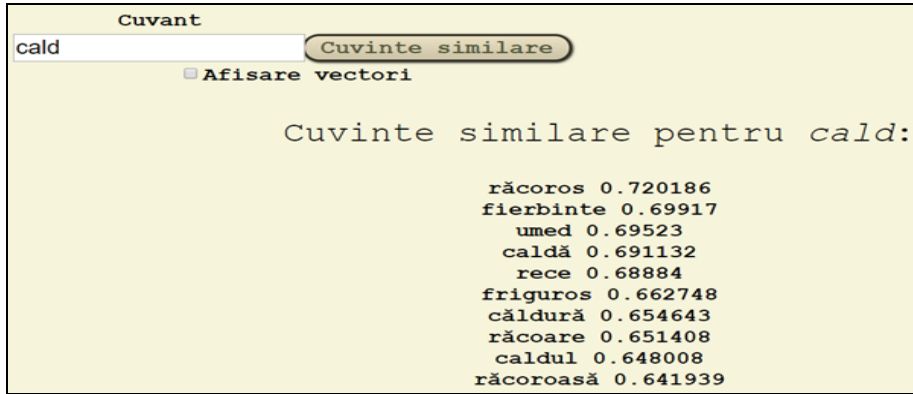 Cuvant
cald Cuvinte similare
Afisare vectori
Cuvinte similare pentru cald:
răcoros 0.720186
fierbinte 0.69917
umed 0.69523
caldă 0.691132
rece 0.68884
friguros 0.662748
căldură 0.654643
răcoare 0.651408
caldul 0.648008
răcoroasă 0.641939